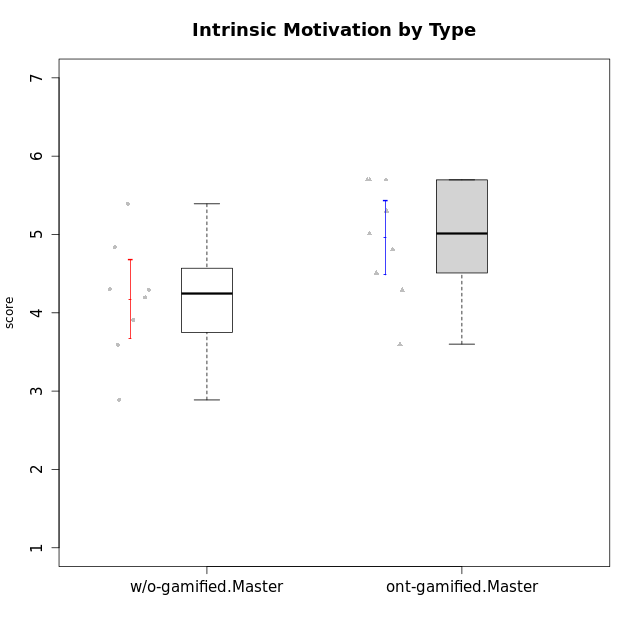 Intrinsic Motivation by Type
score
7
6
5
4
3
2
1
w/o-gamified.Master
ont-gamified.Master